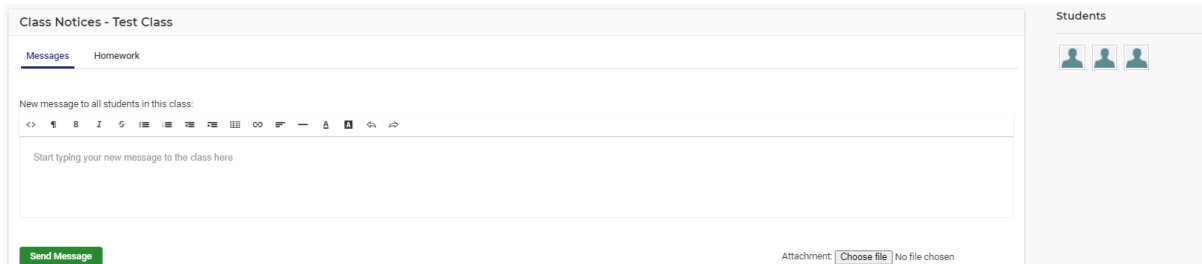 Class Notices - Test Class
Students
Messages Homework
New message to all students in this class:
<> ¶ B I S A A
Start typing your new message to the class here
Send Message
Attachment: Choose file No file chosen